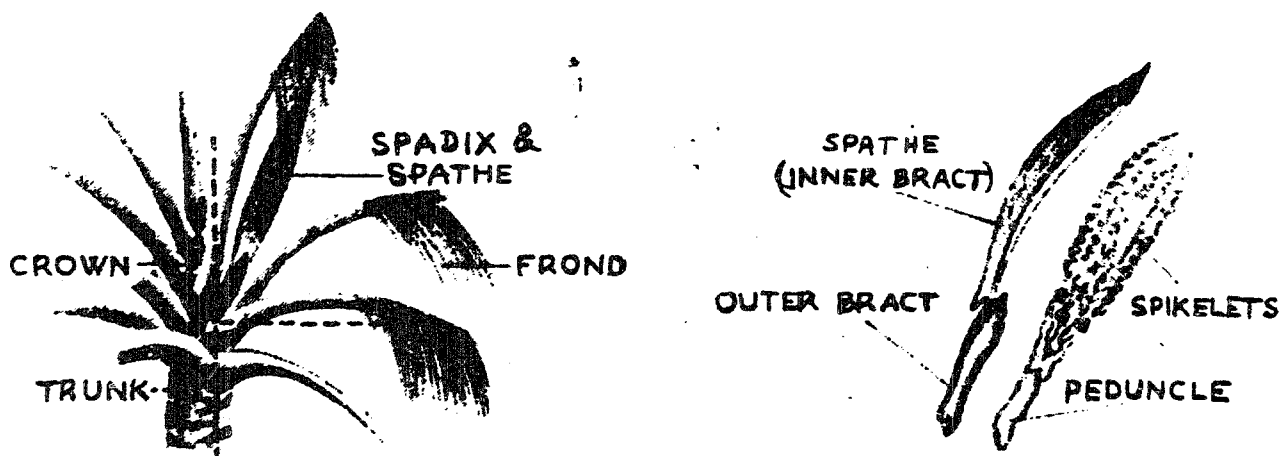 SPADIX &
SPATHE
CROWN
FROND
TRUNK
SPATHE
(INNER BRACT)
OUTER BRACT
SPIKELETS
PEDUNCLE